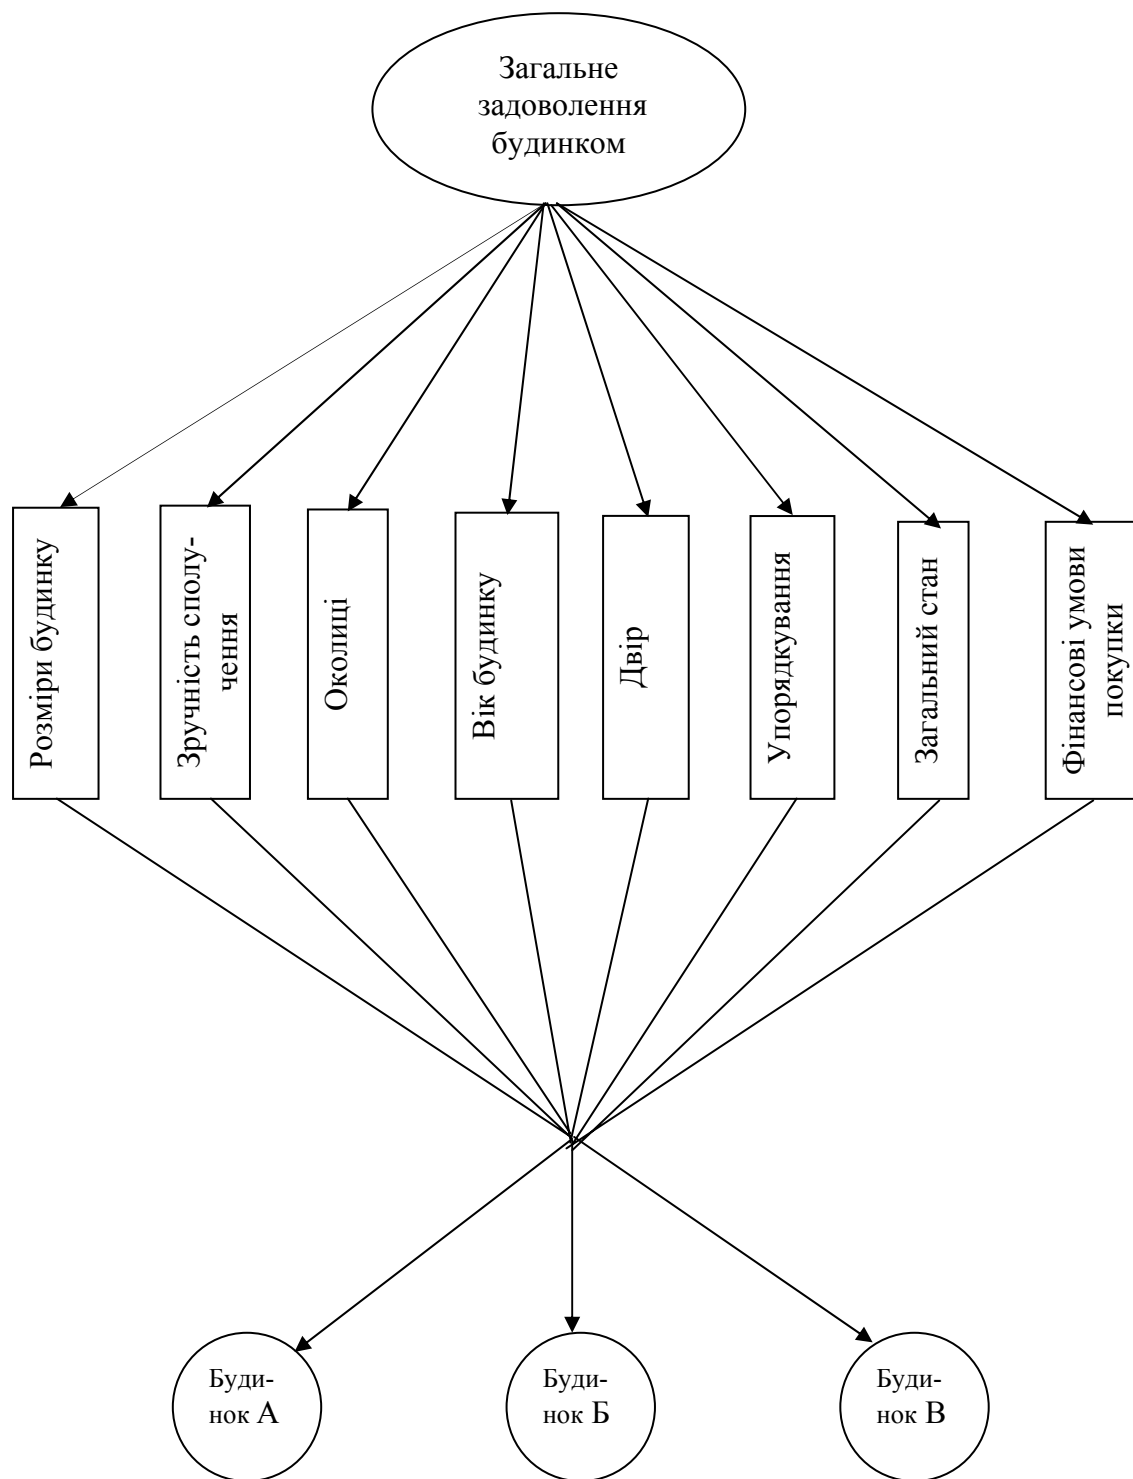 Загальне
задоволення
будинком
Розміри будинку
Зручність сполу-
чення
Околиці
Вік будинку
Двір
Упорядкування
Загальний стан
Фінансові умови
покупки
Буди-
нок А
Буди-
нок Б
Буди-
нок В